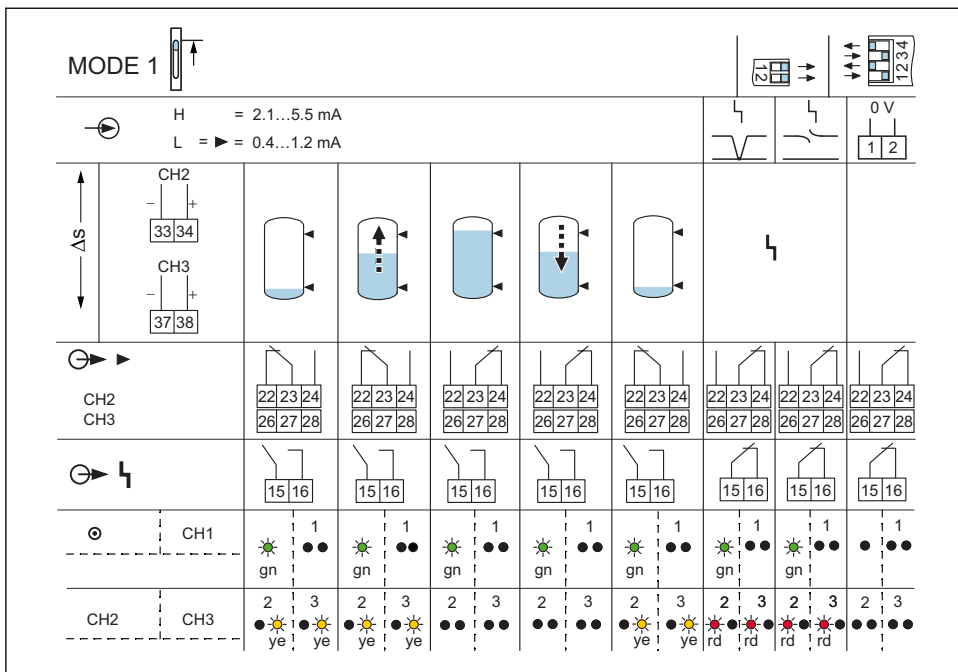 MODE 1
1 2
1 2 3 4
H = 2.1...5.5 mA
L = ► = 0.4...1.2 mA
0 V
1 2
Δs
CH2
- +
33 34
CH3
- +
37 38
CH2
CH3
22 23 24 22 23 24 22 23 24 22 23 24 22 23 24 22 23 24 22 23 24 22 23 24
26 27 28 26 27 28 26 27 28 26 27 28 26 27 28 26 27 28 26 27 28 26 27 28
15 16 15 16 15 16 15 16 15 16 15 16 15 16 15 16
CH1
1 1 1 1 1 1 1 1
gn gn gn gn gn gn gn
CH2 CH3
2 3 2 3 2 3 2 3 2 3 2 3 2 3 2 3
ye ye ye ye ye ye rd rd rd rd